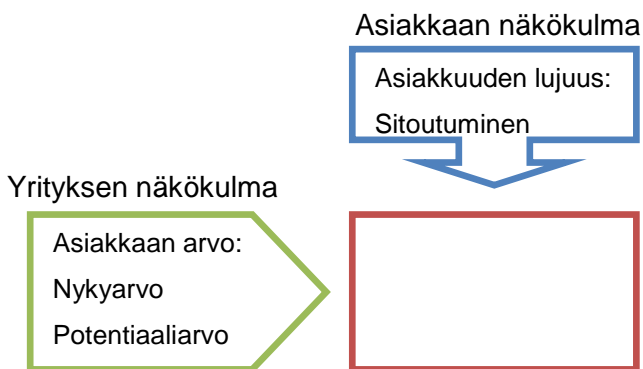 Asiakkaan näkökulma
Asiakkuuden lujuus:
Sitoutuminen
Yrityksen näkökulma
Asiakkaan arvo:
Nykyarvo
Potentiaaliarvo